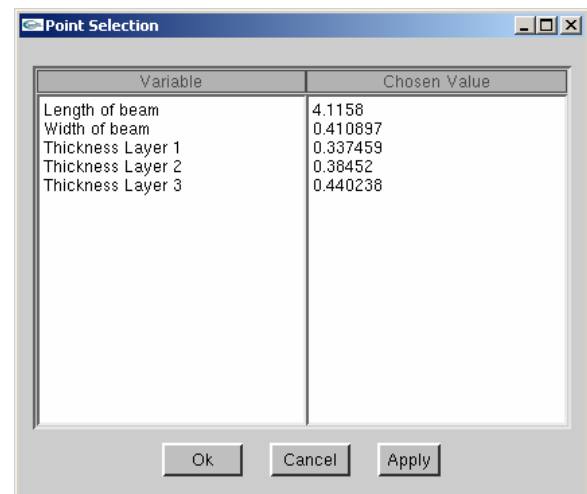 Point Selection
Variable Chosen Value
Length of beam 4.1158
Width of beam 0.410897
Thickness Layer 1 0.337459
Thickness Layer 2 0.38452
Thickness Layer 3 0.440238
Ok Cancel Apply